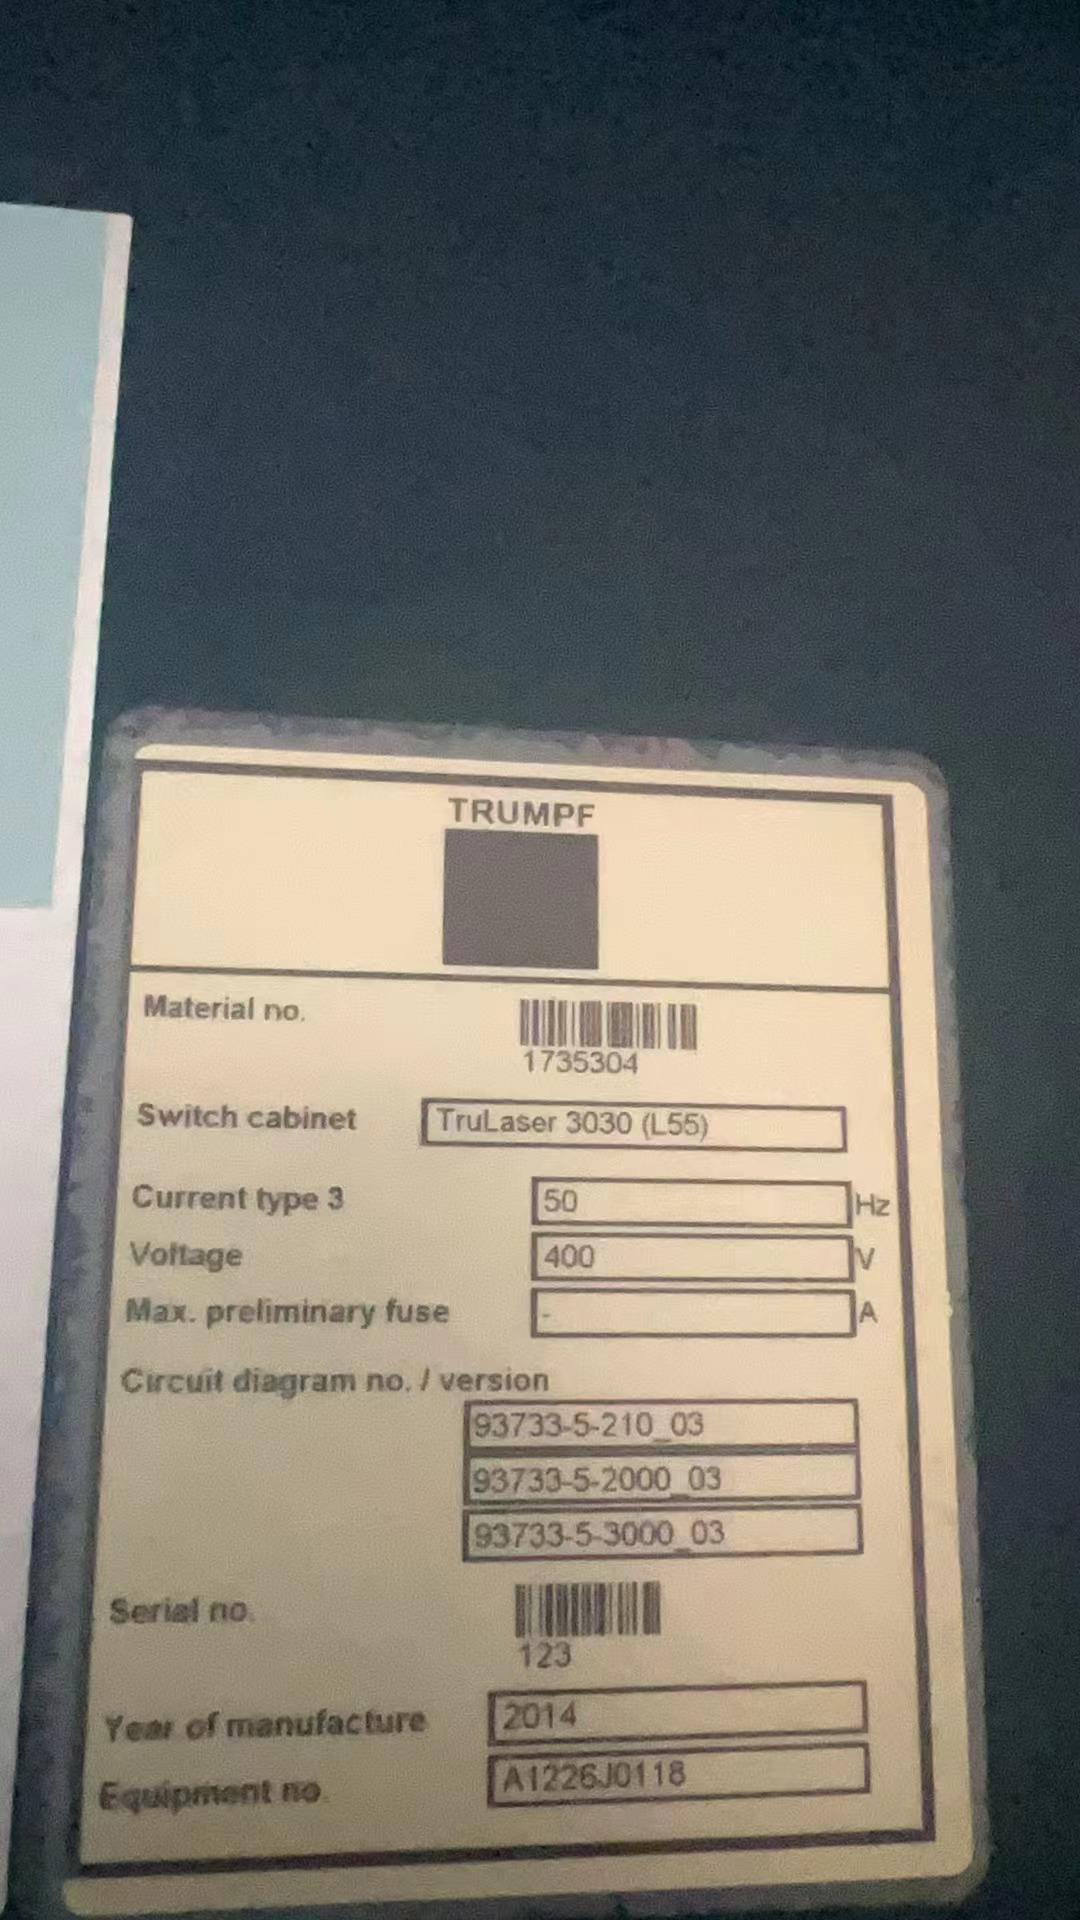 TRUMPF
Material no.
1735304
Switch cabinet TruLaser 3030 (L55)
Current type 3 50 Hz
Voltage 400 V
Max. preliminary fuse - A
Circuit diagram no. / version
93733-5-210_03
93733-5-2000_03
93733-5-3000_03
Serial no.
123
Year of manufacture 2014
Equipment no. A1226J0118